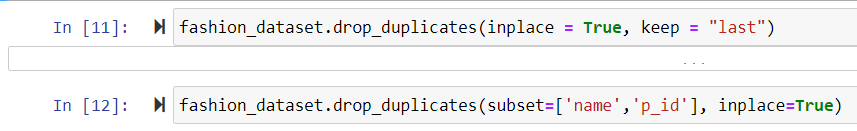 In [11]: fashion_dataset.drop_duplicates(inplace = True, keep = "last")
...
In [12]: fashion_dataset.drop_duplicates(subset=['name','p_id'], inplace=True)